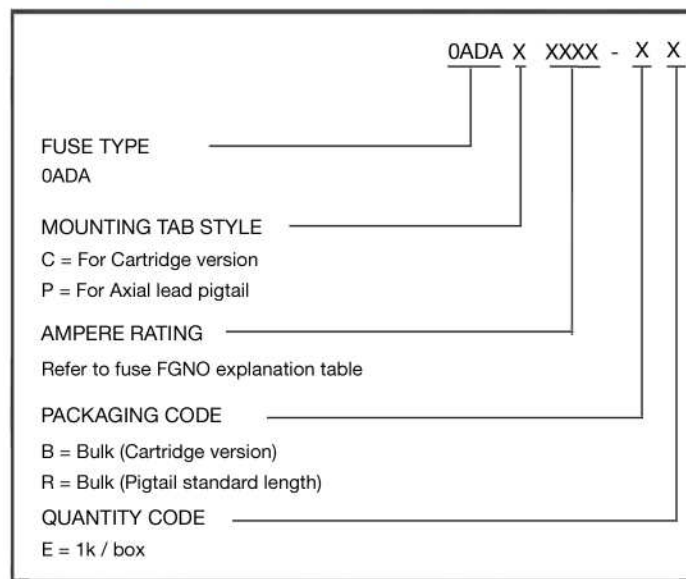 0ADA X XXXX - X X
FUSE TYPE
0ADA
MOUNTING TAB STYLE
C = For Cartridge version
P = For Axial lead pigtail
AMPERE RATING
Refer to fuse FGNO explanation table
PACKAGING CODE
B = Bulk (Cartridge version)
R = Bulk (Pigtail standard length)
QUANTITY CODE
E = 1k / box